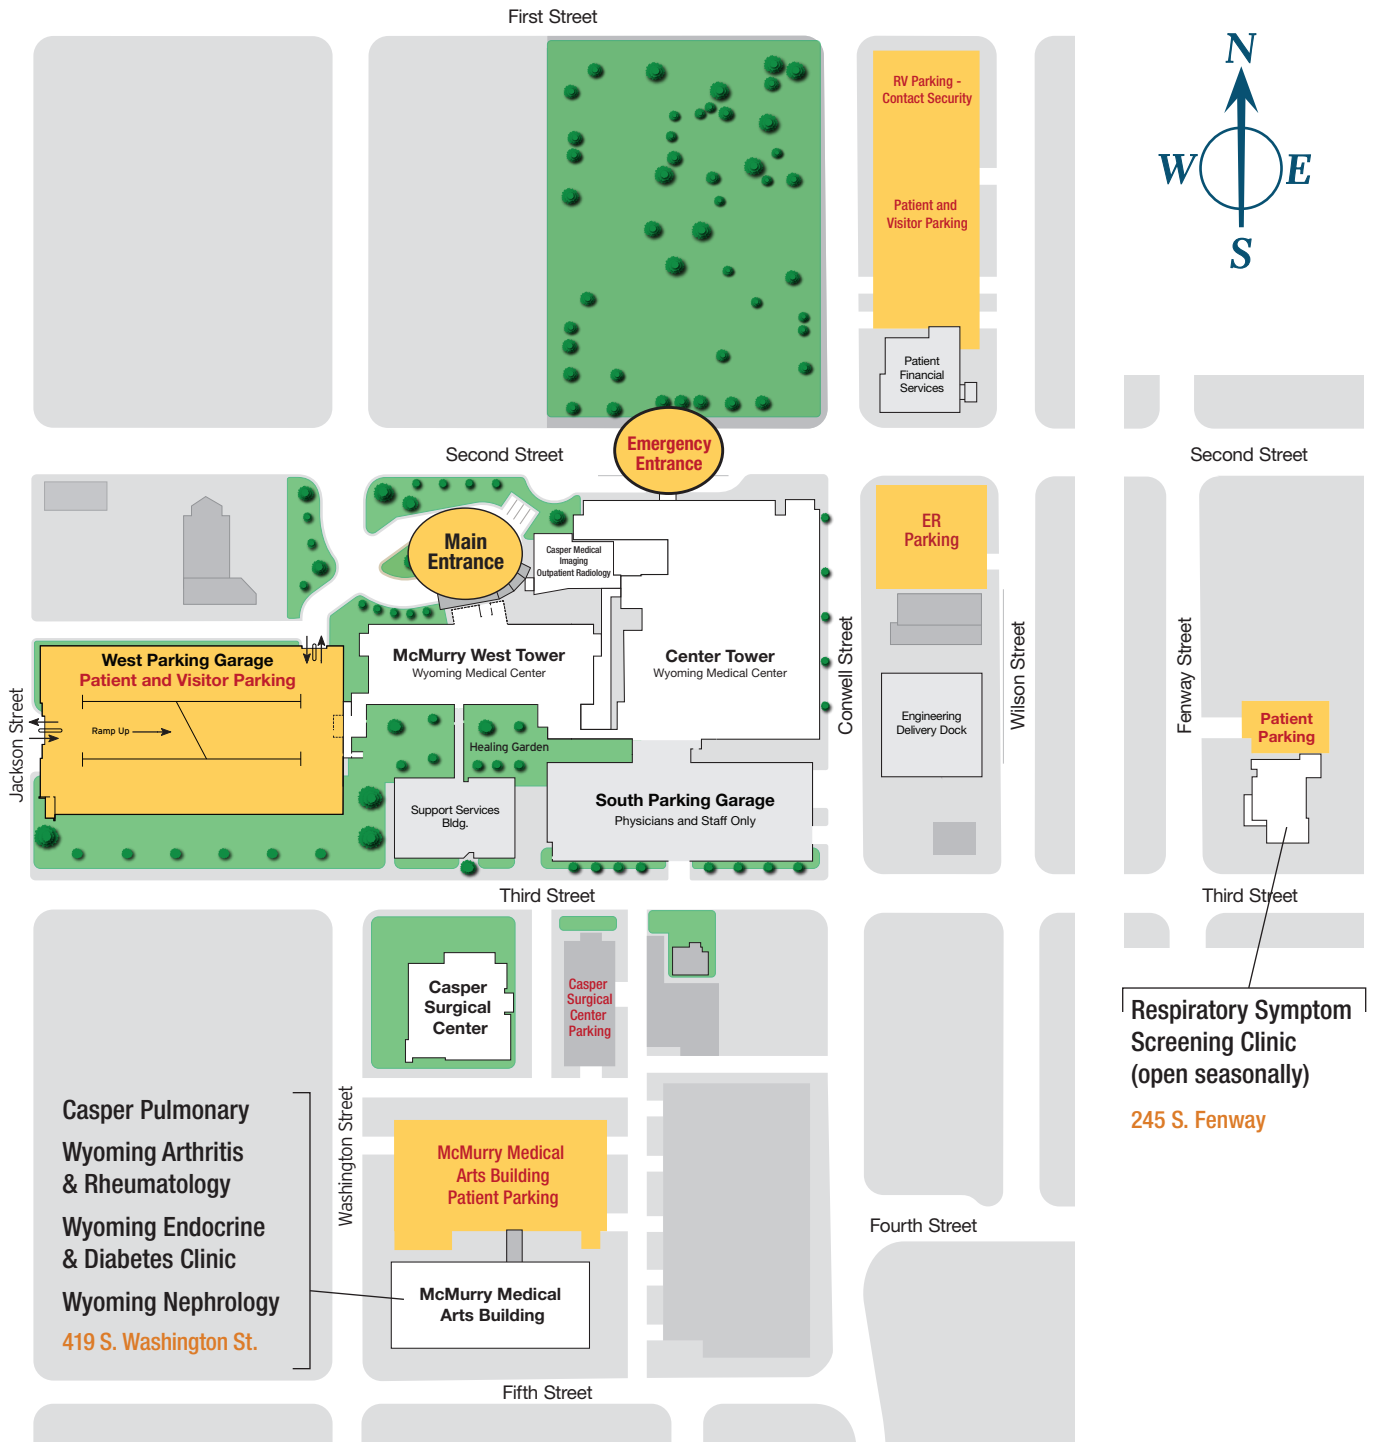 First Street
RV Parking -
Contact Security
Patient and
Visitor Parking
Patient
Financial
Services
N
W
E
S
Second Street
Emergency
Entrance
Second Street
Main
Entrance
Casper Medical
Imaging
Outpatient Radiology
ER
Parking
West Parking Garage
Patient and Visitor Parking
Ramp Up
McMurry West Tower
Wyoming Medical Center
Center Tower
Wyoming Medical Center
Jackson Street
Conwell Street
Wilson Street
Fenway Street
Engineering
Delivery Dock
Patient
Parking
Healing Garden
Support Services
Bldg.
South Parking Garage
Physicians and Staff Only
Third Street
Third Street
Casper
Surgical
Center
Casper
Surgical
Center
Parking
Respiratory Symptom
Screening Clinic
(open seasonally)
245 S. Fenway
Washington Street
Casper Pulmonary
Wyoming Arthritis
& Rheumatology
Wyoming Endocrine
& Diabetes Clinic
Wyoming Nephrology
419 S. Washington St.
McMurry Medical
Arts Building
Patient Parking
Fourth Street
McMurry Medical
Arts Building
Fifth Street